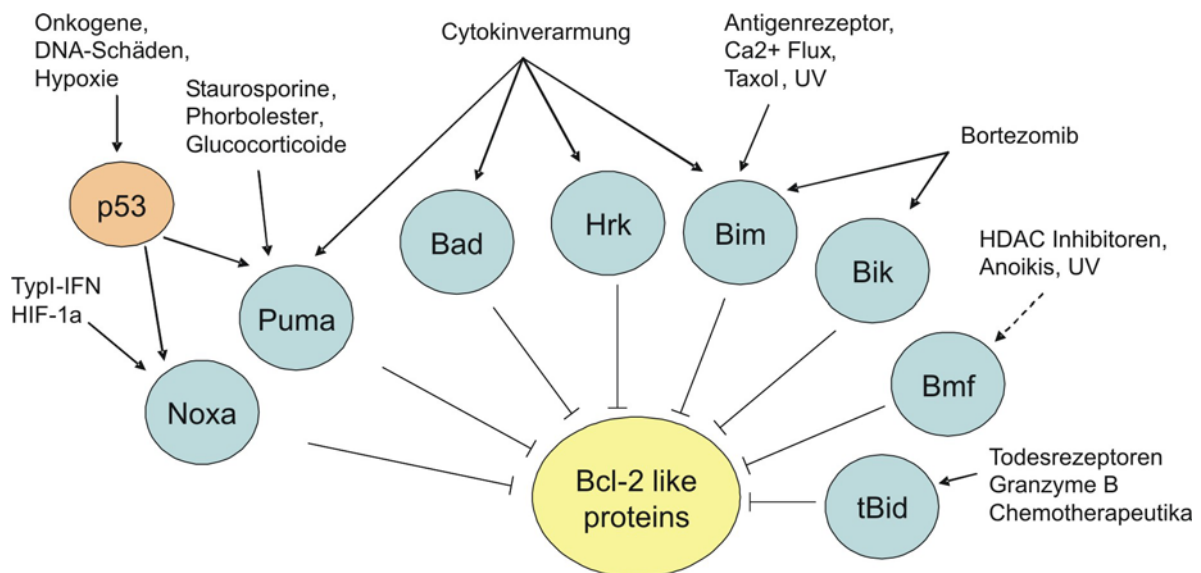 Onkogene,
DNA-Schäden,
Hypoxie
Cytokinverarmung
Antigenrezeptor,
Ca2+ Flux,
Taxol, UV
Staurosporine,
Phorbolester,
Glucocorticoide
Bortezomib
p53
Bad
Hrk
Bim
Bik
HDAC Inhibitoren,
Anoikis, UV
TypI-IFN
HIF-1a
Puma
Noxa
Bmf
Bcl-2 like
proteins
tBid
Todesrezeptoren
Granzyme B
Chemotherapeutika